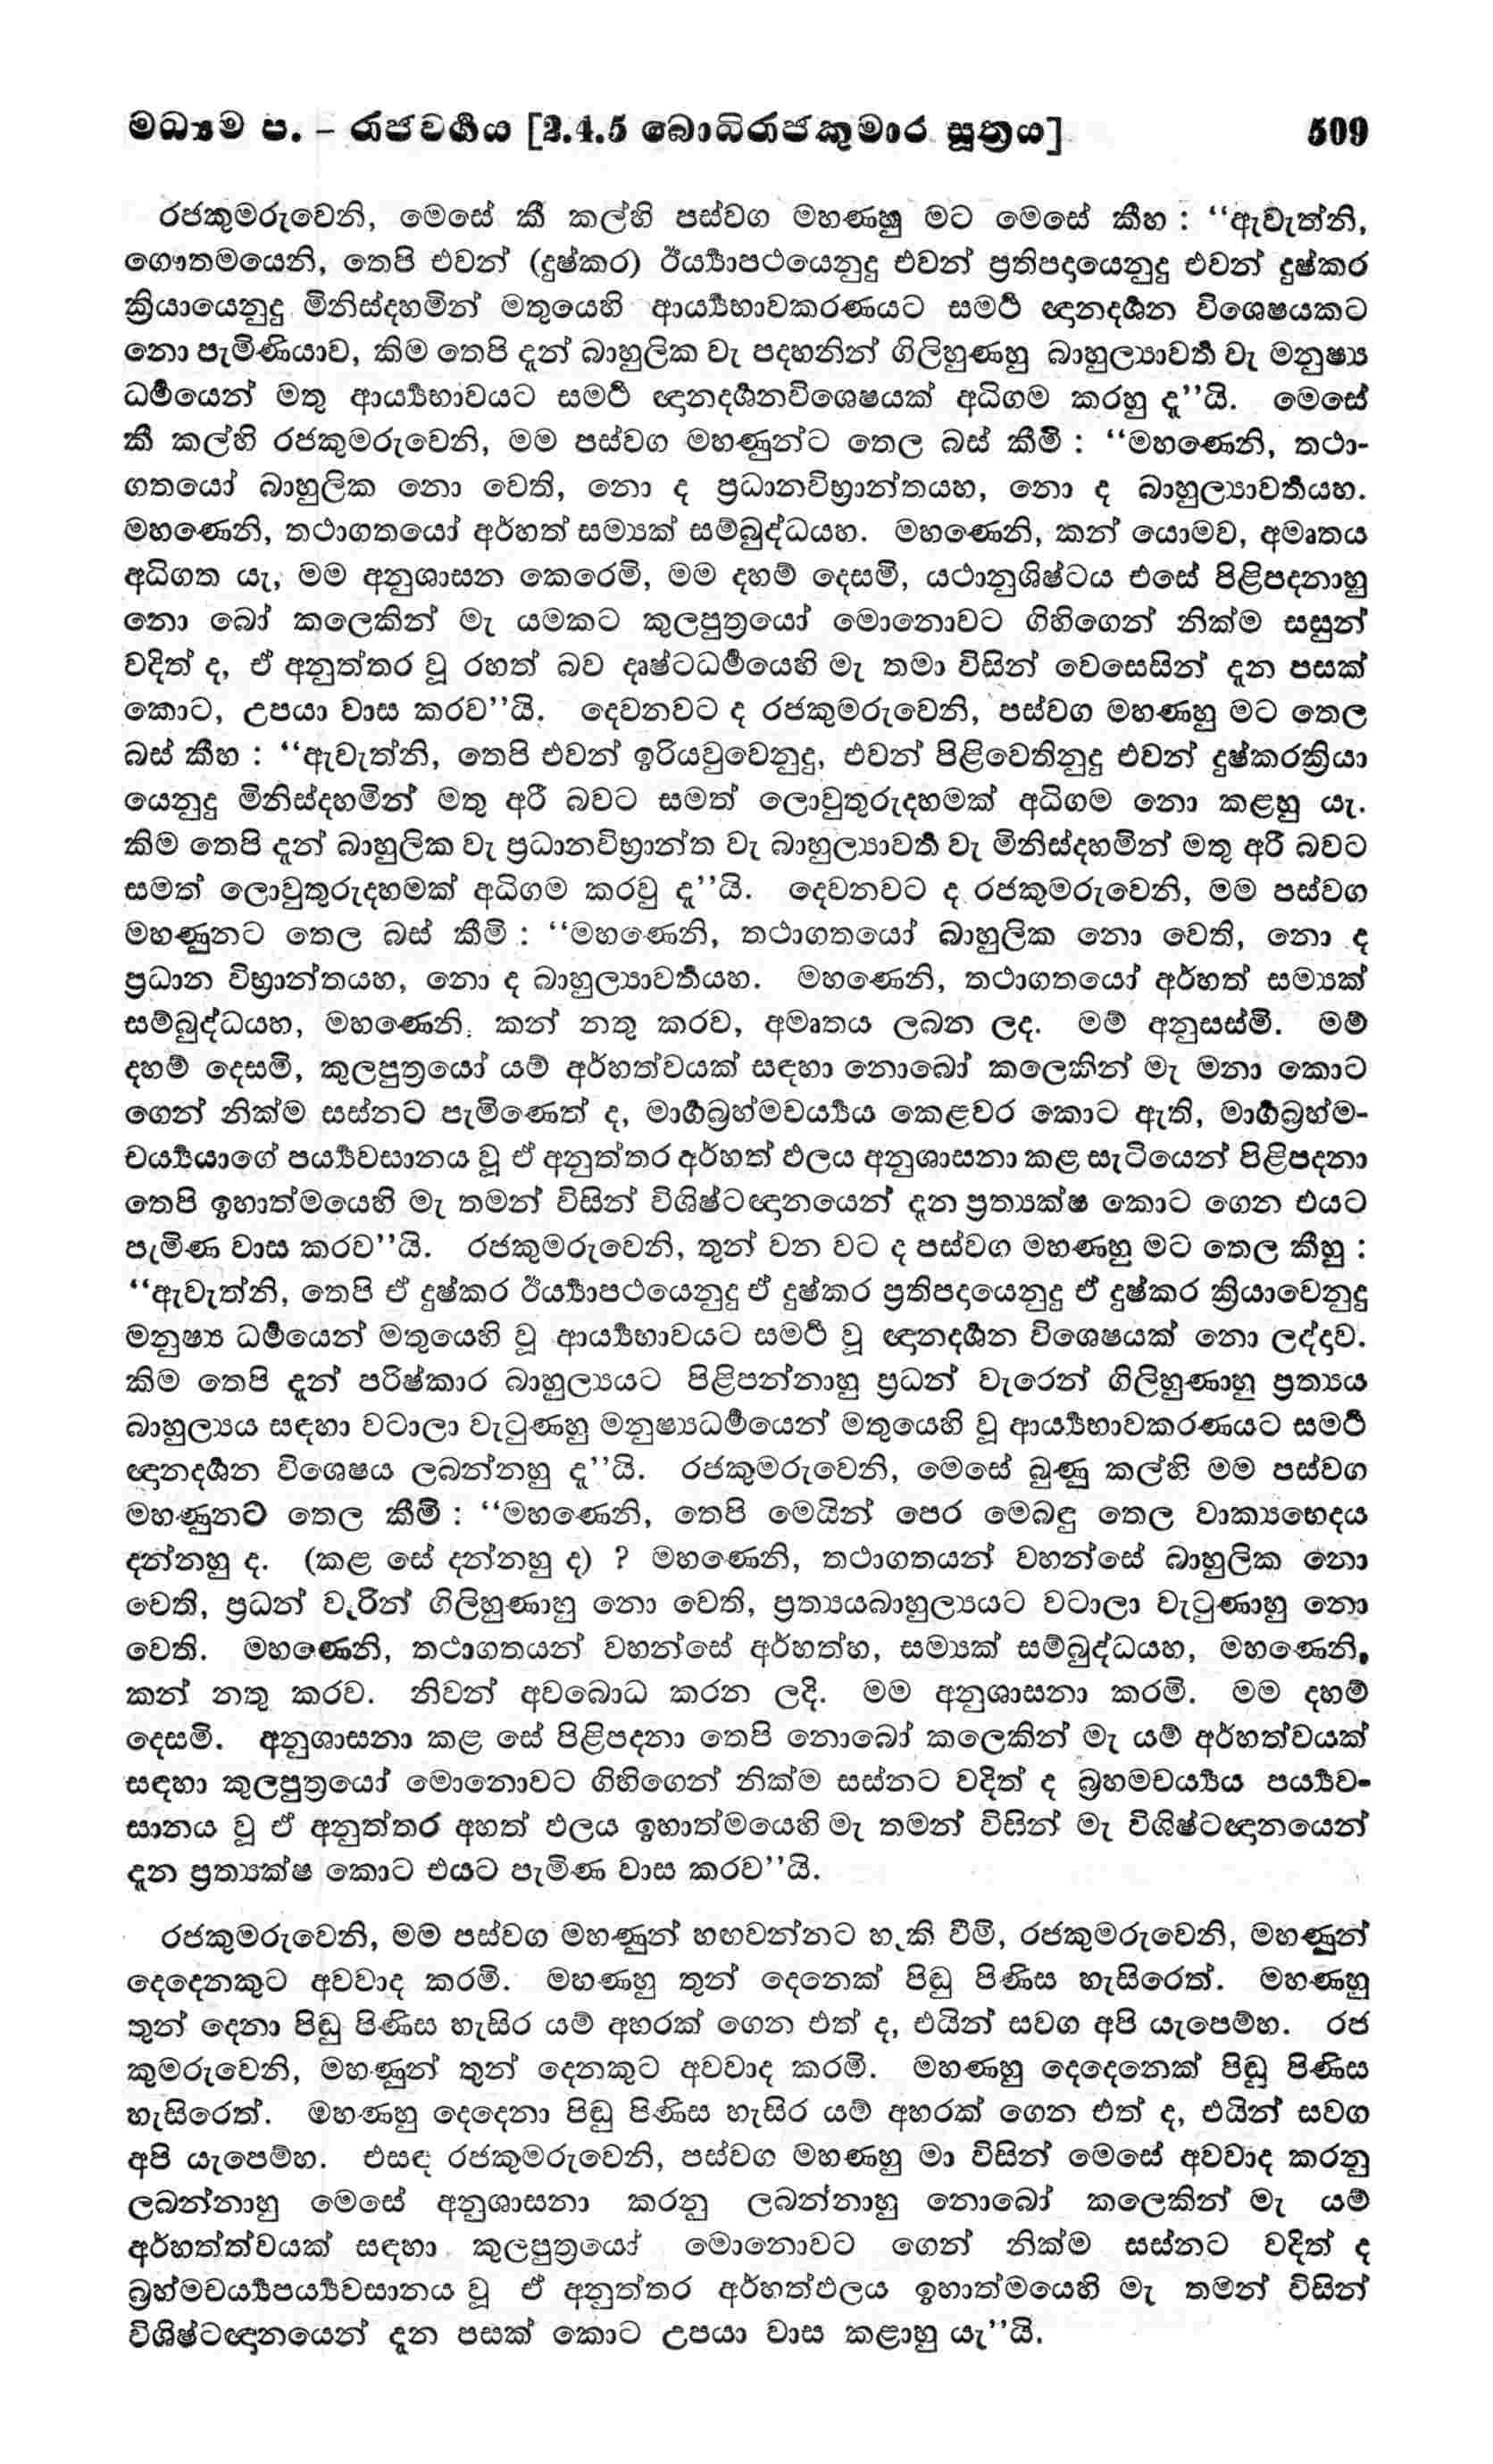 මධ්‍යම ප. – රාජවර්‍ගය [2.4.5 බොධිරාජකුමාර සූත්‍රය] 509
රජකුමරුවෙනි, මෙසේ කී කල්හි පස්වග මහණහු මට මෙසේ කීහ : “ඇවැත්නි,
ගෞතමයෙනි, තෙපි එවන් (දුෂ්කර) ඊර්‍ය්‍යාපථයෙනුදු එවන් ප්‍රතිපදායෙනුදු එවන් දුෂ්කර
ක්‍රියායෙනුදු මිනිස්දහමින් මතුයෙහි ආර්‍ය්‍යභාවකරණයට සමර්‍ථ ඥානදර්‍ශන විශෙෂයකට
නො පැමිණියාව, කිම තෙපි දැන් බාහුලික වැ පදහනින් ගිලිහුණහු බාහුල්‍යාවර්‍ත වැ මනුෂ්‍ය
ධර්‍මයෙන් මතු ආර්‍ය්‍යභාවයට සමර්‍ථ ඥානදර්‍ශනවිශෙෂයක් අධිගම කරහු දැ”යි. මෙසේ
කී කල්හි රජකුමරුවෙනි, මම පස්වග මහණුන්ට තෙල බස් කීමි : “මහණෙනි, තථා-
ගතයෝ බාහුලික නො වෙති, නො ද ප්‍රධානවිභ්‍රාන්තයහ, නො ද බාහුල්‍යාවර්‍තයහ.
මහණෙනි, තථාගතයෝ අර්හත් සම්‍යක් සම්බුද්ධයහ. මහණෙනි, කන් යොමව, අමෘතය
අධිගත යැ, මම අනුශාසන කෙරෙමි, මම දහම් දෙසමි, යථානුශිෂ්ටය එසේ පිළිපදනාහු
නො බෝ කලෙකින් මැ යමකට කුලපුත්‍රයෝ මොනොවට ගිහිගෙන් නික්ම සසුන්
වදිත් ද, ඒ අනුත්තර වූ රහත් බව දෘෂ්ටධර්‍මයෙහි මැ තමා විසින් වෙසෙසින් දැන පසක්
කොට, උපයා වාස කරව”යි. දෙවනවට ද රජකුමරුවෙනි, පස්වග මහණහු මට තෙල
බස් කීහ : “ඇවැත්නි, තෙපි එවන් ඉරියවුවෙනුදු, එවන් පිළිවෙතිනුදු එවන් දුෂ්කරක්‍රියා
යෙනුදු මිනිස්දහමින් මතු අරී බවට සමත් ලොවුතුරුදහමක් අධිගම නො කළහු යැ.
කිම තෙපි දැන් බාහුලික වැ ප්‍රධානවිභ්‍රාන්ත වැ බාහුල්‍යාවර්‍ත වැ මිනිස්දහමින් මතු අරී බවට
සමත් ලොවුතුරුදහමක් අධිගම කරවු දැ”යි. දෙවනවට ද රජකුමරුවෙනි, මම පස්වග
මහණුනට තෙල බස් කීමි : “මහණෙනි, තථාගතයෝ බාහුලික නො වෙති, නො ද
ප්‍රධාන විභ්‍රාන්තයහ, නො ද බාහුල්‍යාවර්‍තයහ. මහණෙනි, තථාගතයෝ අර්හත් සම්‍යක්
සම්බුද්ධයහ, මහණෙනි, කන් නතු කරව, අමෘතය ලබන ලද. මම් අනුසස්මි. මම්
දහම් දෙසමි, කුලපුත්‍රයෝ යම් අර්හත්වයක් සඳහා නොබෝ කලෙකින් මැ මනා කොට
ගෙන් නික්ම සස්නට පැමිණෙත් ද, මාර්‍ගබ්‍රහ්මචර්‍ය්‍යය කෙළවර කොට ඇති, මාර්‍ගබ්‍රහ්ම-
චර්‍ය්‍යයාගේ පර්‍ය්‍යවසානය වූ ඒ අනුත්තර අර්හත් ඵලය අනුශාසනා කළ සැටියෙන් පිළිපදනා
තෙපි ඉහාත්මයෙහි මැ තමන් විසින් විශිෂ්ටඥානයෙන් දැන ප්‍රත්‍යක්ෂ කොට ගෙන එයට
පැමිණ වාස කරව”යි. රජකුමරුවෙනි, තුන් වන වට ද පස්වග මහණහු මට තෙල කීහු :
“ඇවැත්නි, තෙපි ඒ දුෂ්කර ඊර්‍ය්‍යාපථයෙනුදු ඒ දුෂ්කර ප්‍රතිපදායෙනුදු ඒ දුෂ්කර ක්‍රියාවෙනුදු
මනුෂ්‍ය ධර්‍මයෙන් මතුයෙහි වූ ආර්‍ය්‍යභාවයට සමර්‍ථ වූ ඥානදර්‍ශන විශෙෂයක් නො ලද්දාව.
කිම තෙපි දැන් පරිෂ්කාර බාහුල්‍යයට පිළිපන්නාහු ප්‍රධන් වැරෙන් ගිලිහුණාහු ප්‍රත්‍යය
බාහුල්‍යය සඳහා වටාලා වැටුණහු මනුෂ්‍යධර්‍මයෙන් මතුයෙහි වූ ආර්‍ය්‍යභාවකරණයට සමර්‍ථ
ඥානදර්‍ශන විශෙෂය ලබන්නහු දැ”යි. රජකුමරුවෙනි, මෙසේ බුණු කල්හි මම පස්වග
මහණුනට තෙල කීමි : “මහණෙනි, තෙපි මෙයින් පෙර මෙබඳු තෙල වාක්‍යභෙදය
දන්නහු ද. (කළ සේ දන්නහු ද) ? මහණෙනි, තථාගතයන් වහන්සේ බාහුලික නො
වෙති, ප්‍රධන් වැරින් ගිලිහුණාහු නො වෙති, ප්‍රත්‍යයබාහුල්‍යයට වටාලා වැටුණාහු නො
වෙති. මහණෙනි, තථාගතයන් වහන්සේ අර්හත්හ, සම්‍යක් සම්බුද්ධයහ, මහණෙනි,
කන් නතු කරව. නිවන් අවබොධ කරන ලදි. මම අනුශාසනා කරමි. මම දහම්
දෙසමි. අනුශාසනා කළ සේ පිළිපදනා තෙපි නොබෝ කලෙකින් මැ යම් අර්හත්වයක්
සඳහා කුලපුත්‍රයෝ මොනොවට ගිහිගෙන් නික්ම සස්නට වදිත් ද බ්‍රහමචර්‍ය්‍යය පර්‍ය්‍යව-
සානය වූ ඒ අනුත්තර අහත් ඵලය ඉහාත්මයෙහි මැ තමන් විසින් මැ විශිෂ්ටඥානයෙන්
දැන ප්‍රත්‍යක්ෂ කොට එයට පැමිණ වාස කරව”යි.
රජකුමරුවෙනි, මම පස්වග මහණුන් හඟවන්නට හැකි වීමි, රජකුමරුවෙනි, මහණුන්
දෙදෙනකුට අවවාද කරමි. මහණහු තුන් දෙනෙක් පිඬු පිණිස හැසිරෙත්. මහණහු
තුන් දෙනා පිඬු පිණිස හැසිර යම් අහරක් ගෙන එත් ද, එයින් සවග අපි යැපෙම්හ. රජ
කුමරුවෙනි, මහණුන් තුන් දෙනකුට අවවාද කරමි. මහණහු දෙදෙනෙක් පිඬු පිණිස
හැසිරෙත්. මහණහු දෙදෙනා පිඬු පිණිස හැසිර යම් අහරක් ගෙන එත් ද, එයින් සවග
අපි යැපෙම්හ. එසඳ රජකුමරුවෙනි, පස්වග මහණහු මා විසින් මෙසේ අවවාද කරනු
ලබන්නාහු මෙසේ අනුශාසනා කරනු ලබන්නාහු නොබෝ කලෙකින් මැ යම්
අර්හත්ත්වයක් සඳහා කුලපුත්‍රයෝ මොනොවට ගෙන් නික්ම සස්නට වදිත් ද
බ්‍රහ්මචර්‍ය්‍යපර්‍ය්‍යවසානය වූ ඒ අනුත්තර අර්හත්ඵලය ඉහාත්මයෙහි මැ තමන් විසින්
විශිෂ්ටඥානයෙන් දැන පසක් කොට උපයා වාස කළාහු යැ”යි.